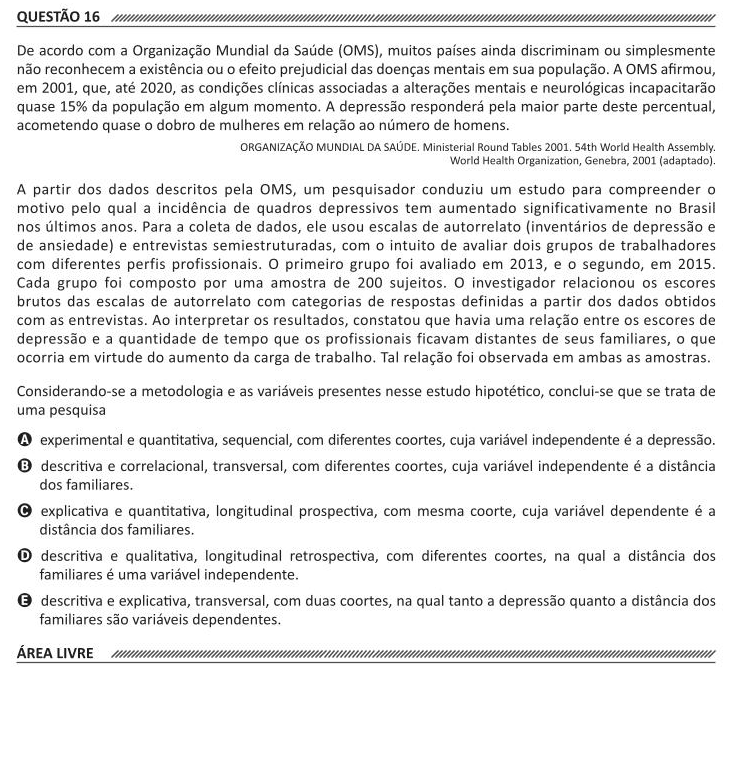 QUESTÃO 16
De acordo com a Organização Mundial da Saúde (OMS), muitos países ainda discriminam ou simplesmente
não reconhecem a existência ou o efeito prejudicial das doenças mentais em sua população. A OMS afirmou,
em 2001, que, até 2020, as condições clínicas associadas a alterações mentais e neurológicas incapacitarão
quase 15% da população em algum momento. A depressão responderá pela maior parte deste percentual,
acometendo quase o dobro de mulheres em relação ao número de homens.
ORGANIZAÇÃO MUNDIAL DA SAÚDE. Ministerial Round Tables 2001. 54th World Health Assembly.
World Health Organization, Genebra, 2001 (adaptado).
A partir dos dados descritos pela OMS, um pesquisador conduziu um estudo para compreender o
motivo pelo qual a incidência de quadros depressivos tem aumentado significativamente no Brasil
nos últimos anos. Para a coleta de dados, ele usou escalas de autorrelato (inventários de depressão e
de ansiedade) e entrevistas semiestruturadas, com o intuito de avaliar dois grupos de trabalhadores
com diferentes perfis profissionais. O primeiro grupo foi avaliado em 2013, e o segundo, em 2015.
Cada grupo foi composto por uma amostra de 200 sujeitos. O investigador relacionou os escores
brutos das escalas de autorrelato com categorias de respostas definidas a partir dos dados obtidos
com as entrevistas. Ao interpretar os resultados, constatou que havia uma relação entre os escores de
depressão e a quantidade de tempo que os profissionais ficavam distantes de seus familiares, o que
ocorria em virtude do aumento da carga de trabalho. Tal relação foi observada em ambas as amostras.
Considerando-se a metodologia e as variáveis presentes nesse estudo hipotético, conclui-se que se trata de
uma pesquisa
A experimental e quantitativa, sequencial, com diferentes coortes, cuja variável independente é a depressão.
B descritiva e correlacional, transversal, com diferentes coortes, cuja variável independente é a distância
dos familiares.
C explicativa e quantitativa, longitudinal prospectiva, com mesma coorte, cuja variável dependente é a
distância dos familiares.
D descritiva e qualitativa, longitudinal retrospectiva, com diferentes coortes, na qual a distância dos
familiares é uma variável independente.
E descritiva e explicativa, transversal, com duas coortes, na qual tanto a depressão quanto a distância dos
familiares são variáveis dependentes.
ÁREA LIVRE